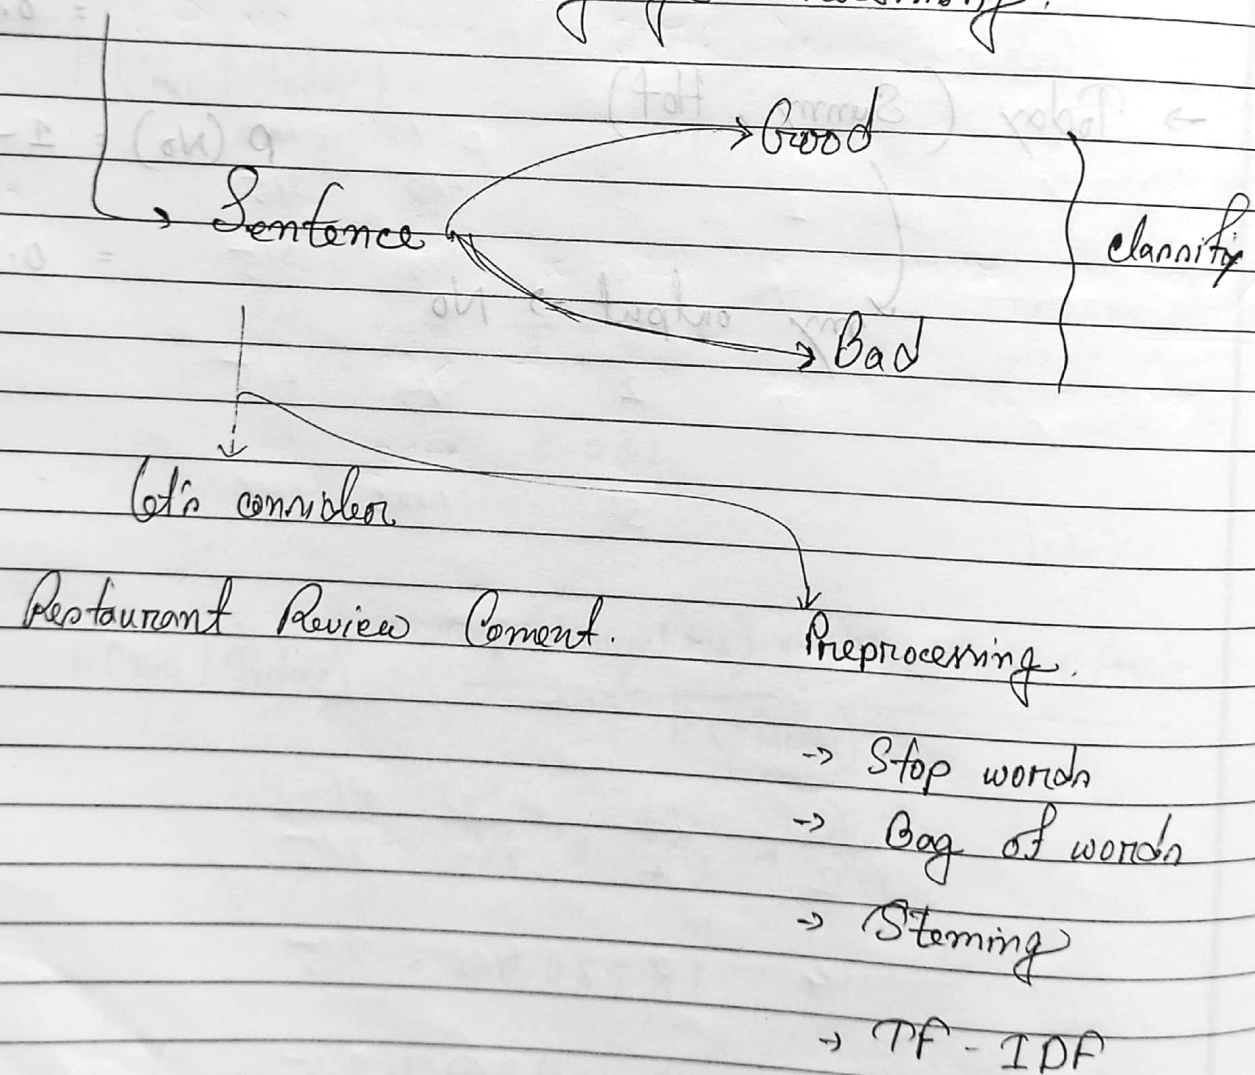 → Good
→ Sentence
classify
→ Bad
let's consider
Restaurant Review Coment.
Preprocessing.
→ Stop words
→ Bag of words
→ Steming
→ TF - IDF